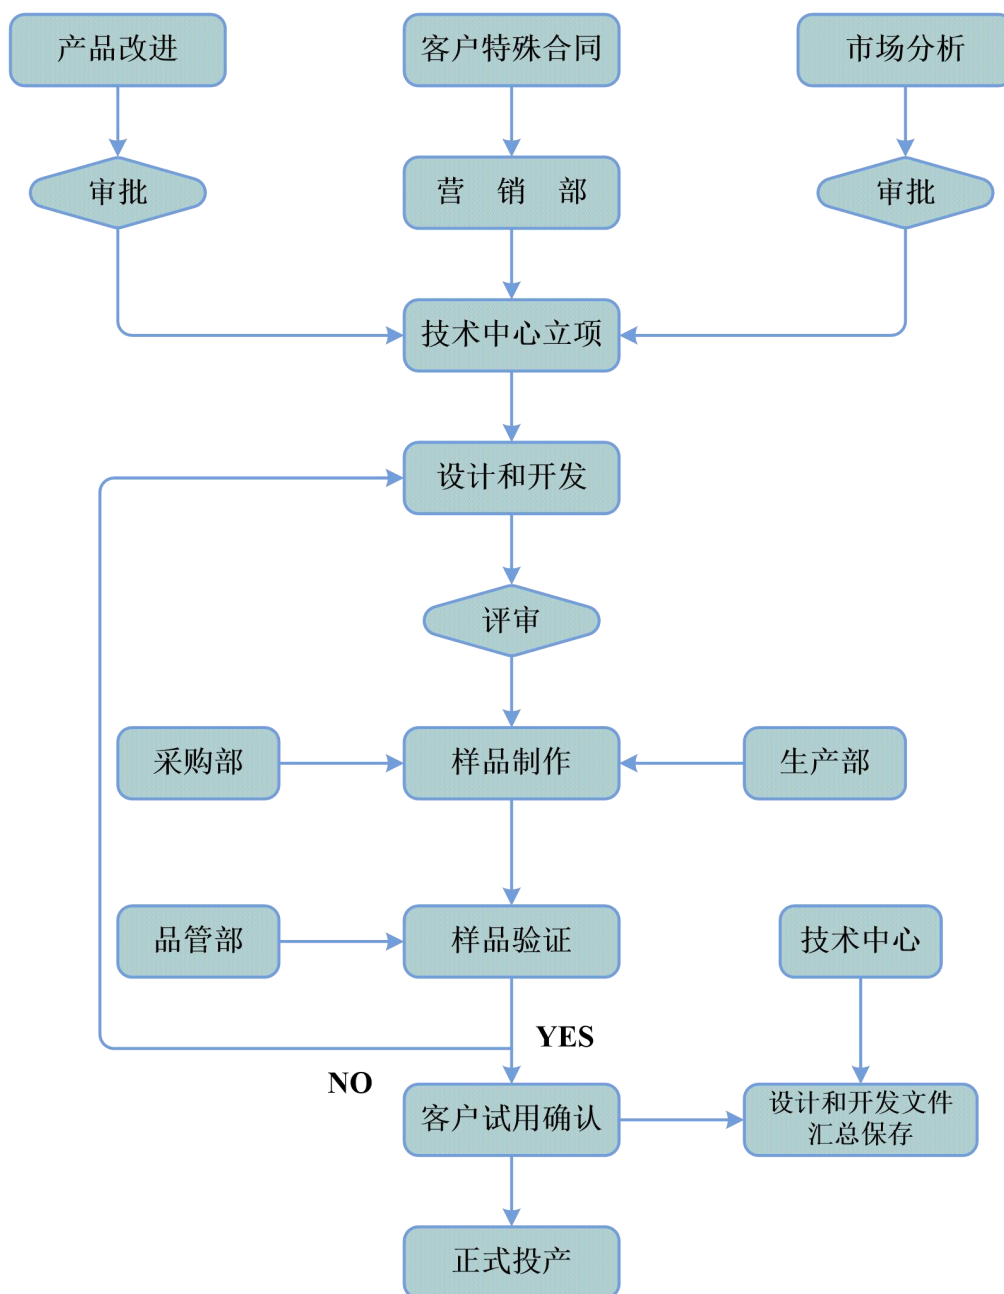 产品改进
客户特殊合同
市场分析
审批
营 销 部
审批
技术中心立项
设计和开发
评审
采购部
样品制作
生产部
品管部
样品验证
技术中心
YES
NO
客户试用确认
设计和开发文件
汇总保存
正式投产